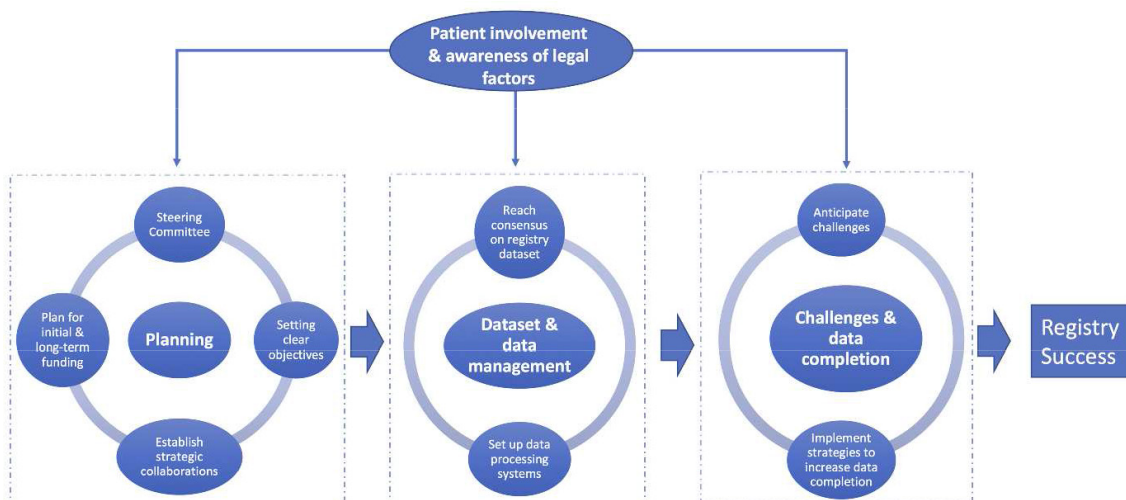 Patient involvement
& awareness of legal
factors
Steering
Committee
Plan for
initial &
long-term
funding
Planning
Setting
clear
objectives
Establish
strategic
collaborations
Reach
consensus
on registry
dataset
Dataset &
data
management
Set up data
processing
systems
Anticipate
challenges
Challenges &
data
completion
Implement
strategies to
increase data
completion
Registry
Success